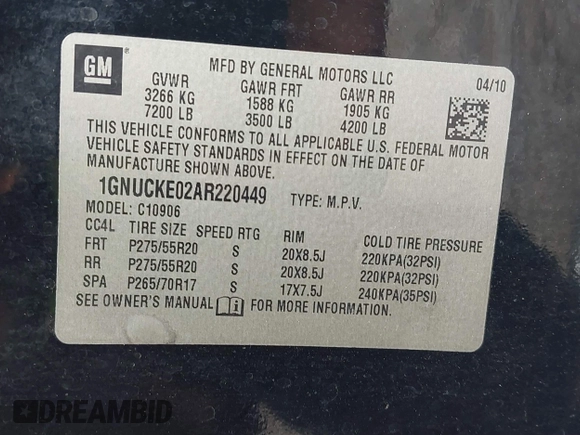 GM
MFD BY GENERAL MOTORS LLC
04/10
GVWR GAWR FRT GAWR RR
3266 KG 1588 KG 1905 KG
7200 LB 3500 LB 4200 LB
THIS VEHICLE CONFORMS TO ALL APPLICABLE U.S. FEDERAL MOTOR
VEHICLE SAFETY STANDARDS IN EFFECT ON THE DATE OF
MANUFACTURE SHOWN ABOVE.
1GNUCKE02AR220449 TYPE: M.P.V.
MODEL: C10906
CC4L TIRE SIZE SPEED RTG RIM COLD TIRE PRESSURE
FRT P275/55R20 S 20X8.5J 220KPA(32PSI)
RR P275/55R20 S 20X8.5J 220KPA(32PSI)
SPA P265/70R17 S 17X7.5J 240KPA(35PSI)
SEE OWNER'S MANUAL i FOR MORE INFORMATION.
DREAMBID